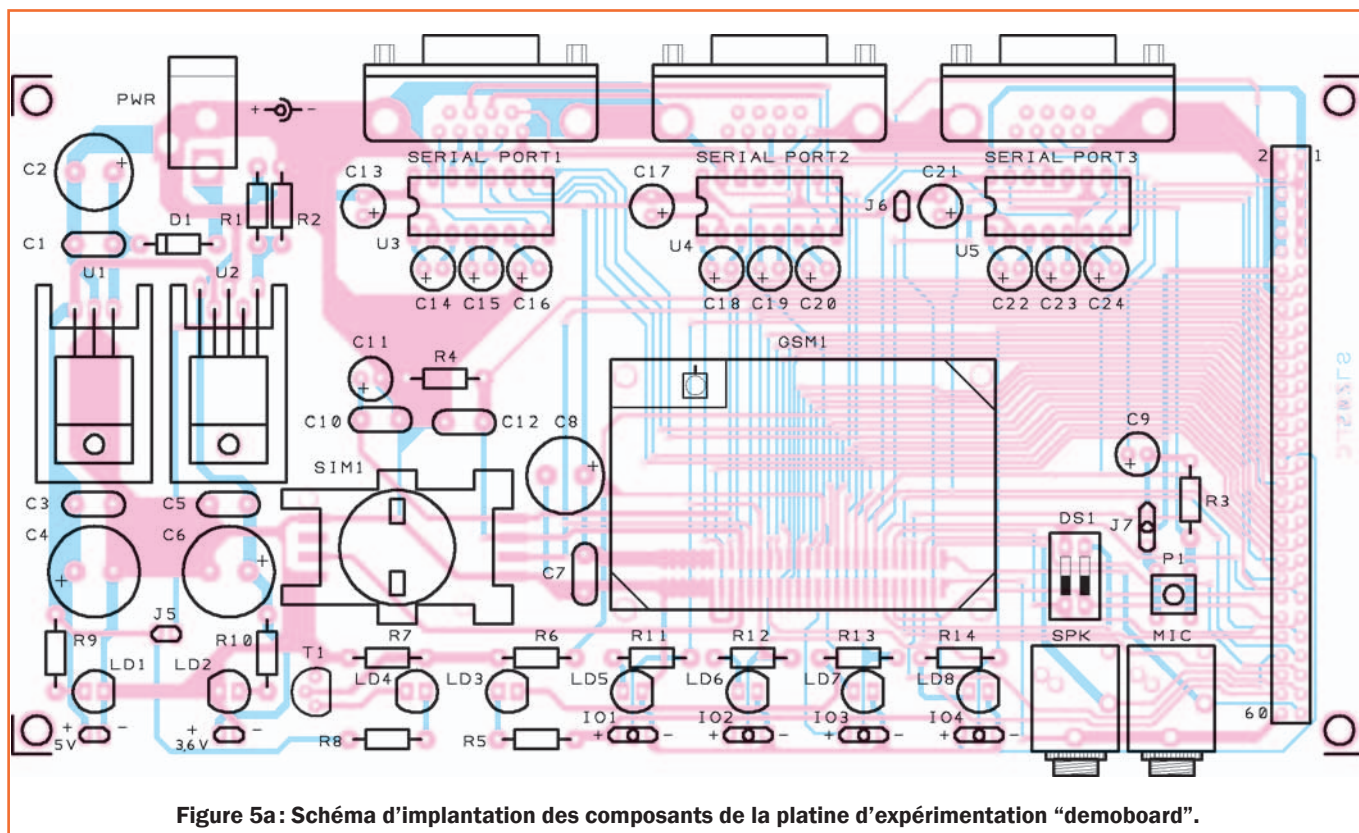 PWR
+ -
C2 +
SERIAL PORT1
SERIAL PORT2
SERIAL PORT3
2 1
C13
C17
C21
+
+
J6
+
D1
R1
R2
C1
U3
U4
U5
U1
U2
+ + +
+ + +
+ + +
C14 C15 C16
C18 C19 C20
C22 C23 C24
GSM1
C11
R4
+
C10
C12
C8
C9
+
+
SIM1
R3
C3
C5
DS1
J7
C4
C6
+
+
C7
P1
J5
R9
R10
T1
R7
R6
R11
R12
R13
R14
SPK
MIC
LD1
LD2
LD4
LD3
LD5
LD6
LD7
LD8
60
IO1
IO2
IO3
IO4
+ -
5V
+ -
3,6V
+ -
+ -
+ -
+ -
R8
R5
Figure 5a: Schéma d'implantation des composants de la platine d'expérimentation “demoboard”.